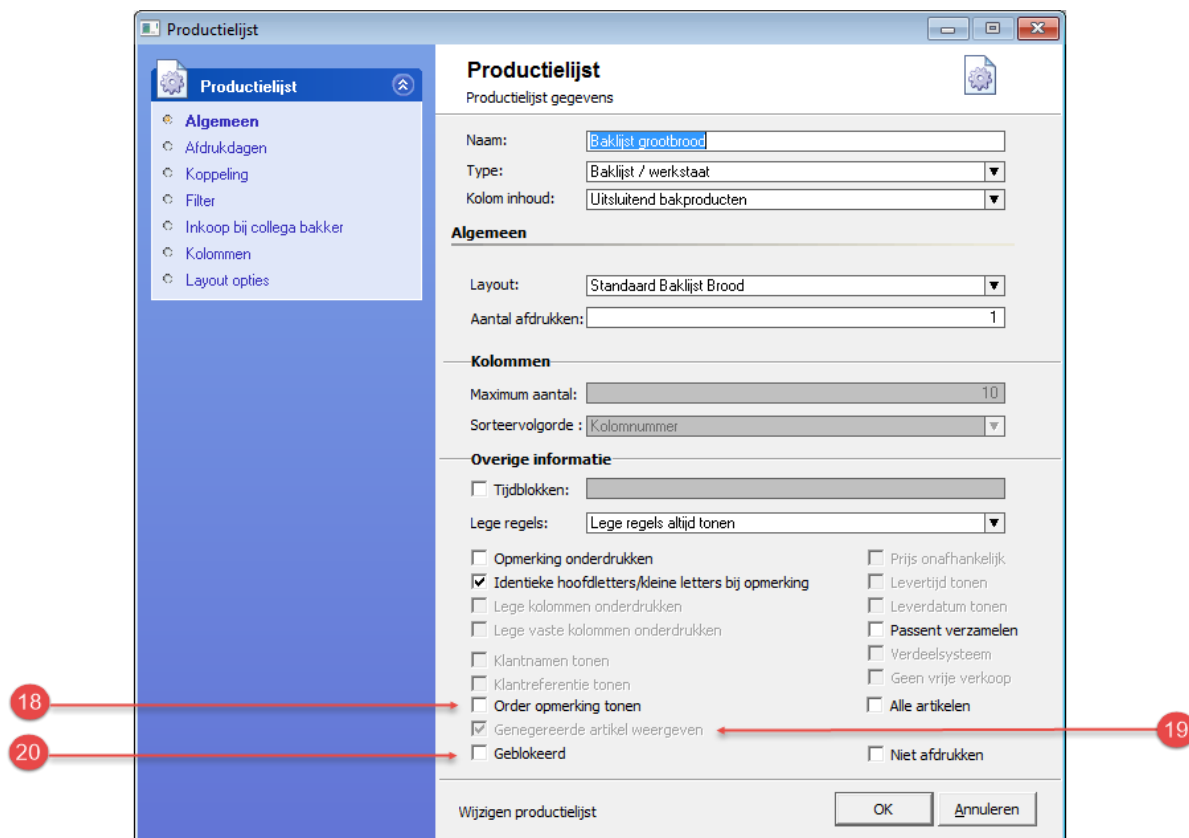 Productielijst
Productielijst
Algemeen
Afdrukdagen
Koppeling
Filter
Inkoop bij collega bakker
Kolommen
Layout opties
Productielijst
Productielijst gegevens
Naam: Baklijst grootbrood
Type: Baklijst / werkstaat
Kolom inhoud: Uitsluitend bakproducten
Algemeen
Layout: Standaard Baklijst Brood
Aantal afdrukken: 1
Kolommen
Maximum aantal: 10
Sorteervolgorde : Kolomnummer
Overige informatie
Tijdblokken:
Lege regels: Lege regels altijd tonen
Opmerking onderdrukken Prijs onafhankelijk
Identieke hoofdletters/kleine letters bij opmerking Levertijd tonen
Lege kolommen onderdrukken Leverdatum tonen
Lege vaste kolommen onderdrukken Passent verzamelen
Klantnamen tonen Verdeelsysteem
Klantreferentie tonen Geen vrije verkoop
18 Order opmerking tonen Alle artikelen
Genegereerde artikel weergeven 19
20 Geblokeerd Niet afdrukken
Wijzigen productielijst OK Annuleren